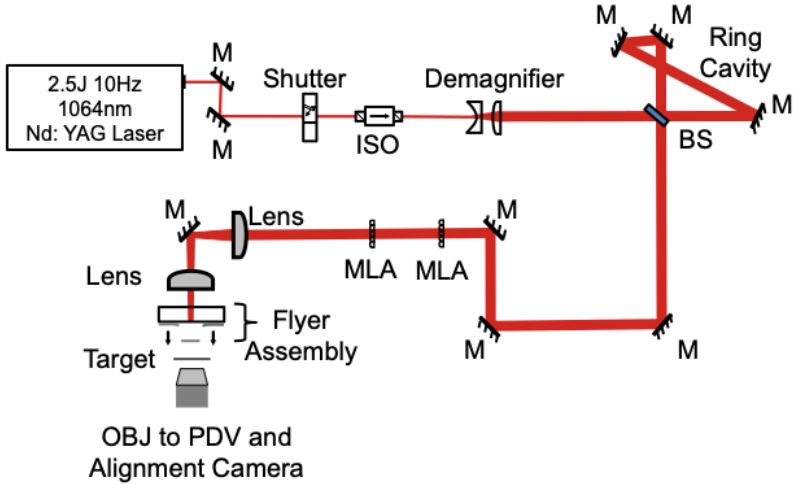 2.5J 10Hz
1064nm
Nd: YAG Laser
M
M
Shutter
ISO
Demagnifier
M
M
Ring
Cavity
M
BS
M
Lens
MLA
MLA
M
M
M
Lens
Flyer
Assembly
Target
OBJ to PDV and
Alignment Camera